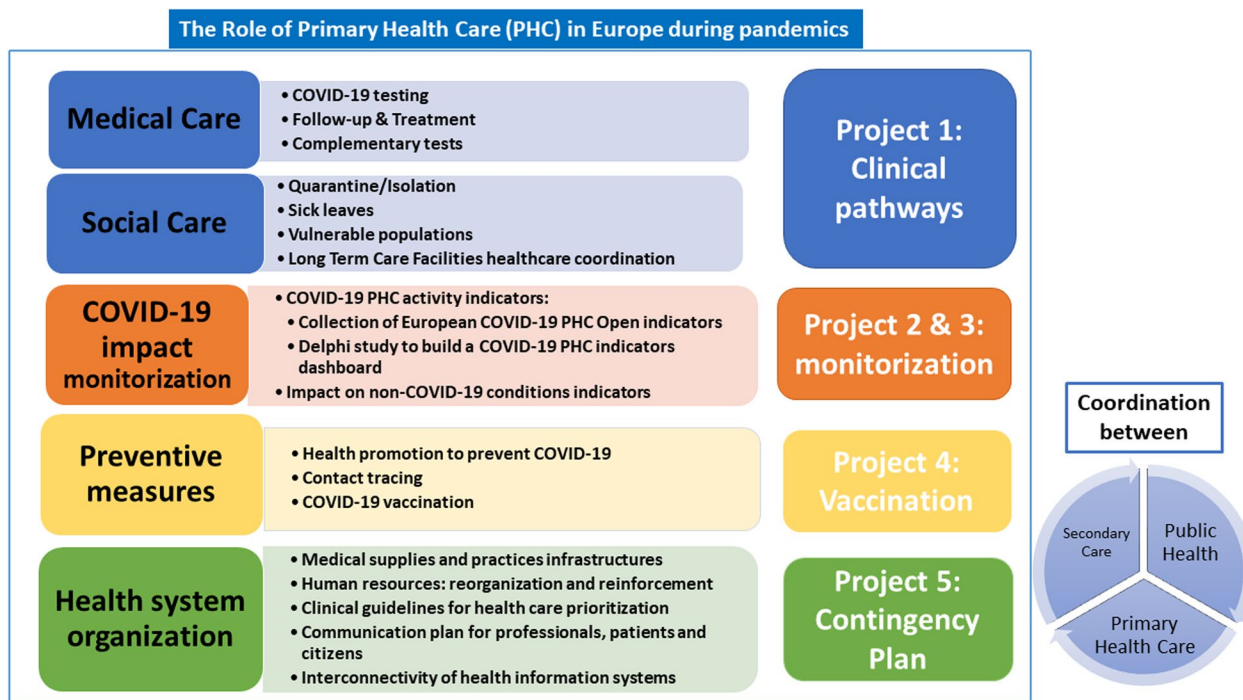 The Role of Primary Health Care (PHC) in Europe during pandemics
Medical Care
• COVID-19 testing
• Follow-up & Treatment
• Complementary tests
Social Care
• Quarantine/Isolation
• Sick leaves
• Vulnerable populations
• Long Term Care Facilities healthcare coordination
Project 1:
Clinical
pathways
COVID-19
impact
monitorization
• COVID-19 PHC activity indicators:
• Collection of European COVID-19 PHC Open indicators
• Delphi study to build a COVID-19 PHC indicators
dashboard
• Impact on non-COVID-19 conditions indicators
Project 2 & 3:
monitorization
Preventive
measures
• Health promotion to prevent COVID-19
• Contact tracing
• COVID-19 vaccination
Project 4:
Vaccination
Health system
organization
• Medical supplies and practices infrastructures
• Human resources: reorganization and reinforcement
• Clinical guidelines for health care prioritization
• Communication plan for professionals, patients and
citizens
• Interconnectivity of health information systems
Project 5:
Contingency
Plan
Coordination
between
Secondary
Care
Public
Health
Primary
Health Care